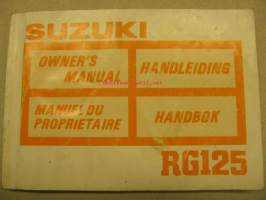 SUZUKI
OWNER'S
MANUAL
HANDLEIDING
MANUEL DU
PROPRIETAIRE
HANDBOK
RG125